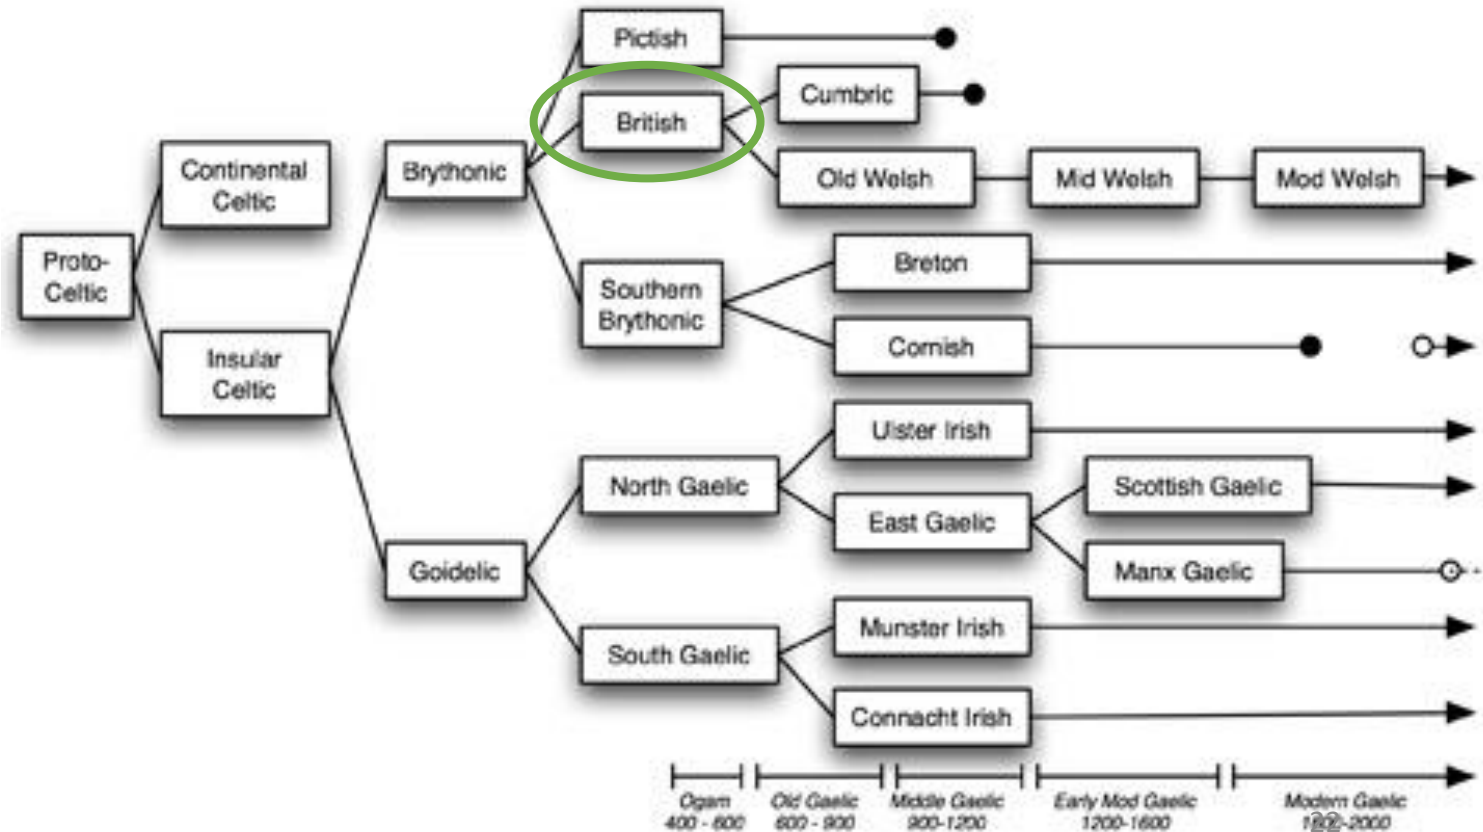 Pictish
British
Cumbric
Continental
Celtic
Brythonic
Old Welsh
Mid Welsh
Mod Welsh
Proto-
Celtic
Breton
Southern
Brythonic
Insular
Celtic
Cornish
Ulster Irish
North Gaelic
Scottish Gaelic
East Gaelic
Goidelic
Manx Gaelic
Munster Irish
South Gaelic
Connacht Irish
Ogam
400 - 600
Old Gaelic
600 - 900
Middle Gaelic
900-1200
Early Mod Gaelic
1200-1600
Modern Gaelic